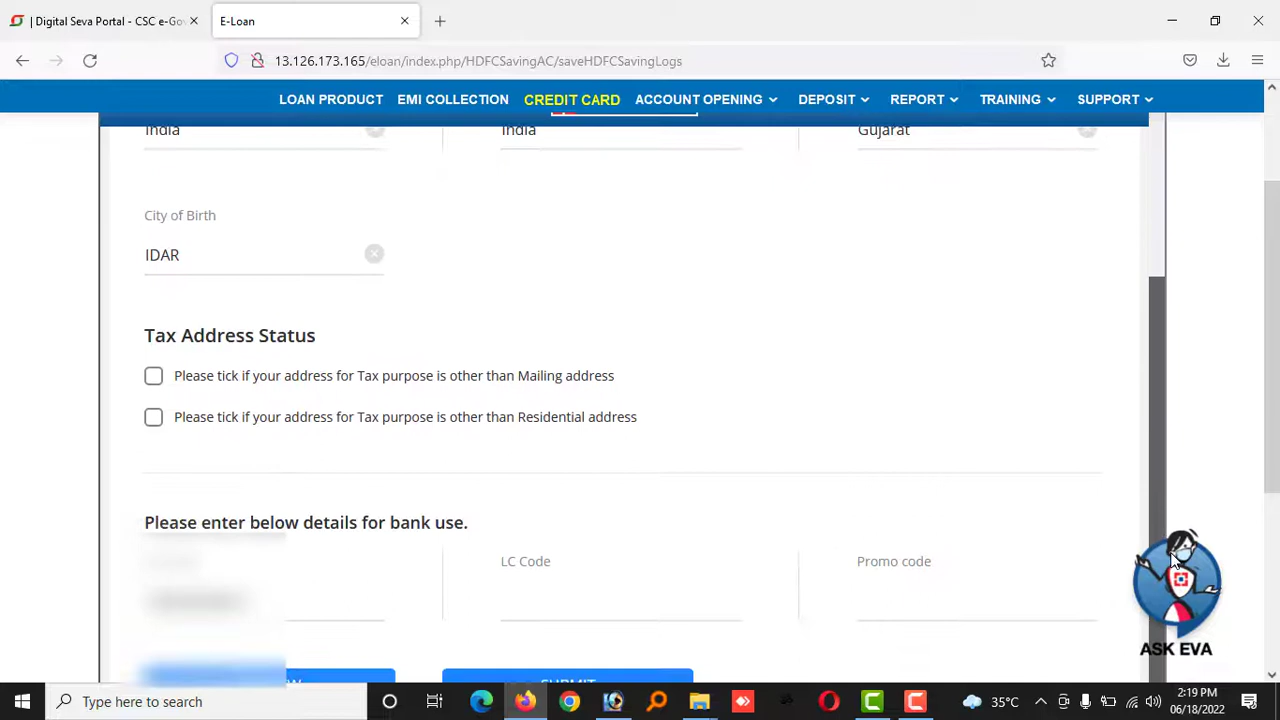 | Digital Seva Portal - CSC e-Gov
E-Loan
13.126.173.165/eloan/index.php/HDFCSavingAC/saveHDFCSavingLogs
LOAN PRODUCT EMI COLLECTION CREDIT CARD ACCOUNT OPENING DEPOSIT REPORT TRAINING SUPPORT
India India Gujarat
City of Birth
IDAR
Tax Address Status
Please tick if your address for Tax purpose is other than Mailing address
Please tick if your address for Tax purpose is other than Residential address
Please enter below details for bank use.
LC Code Promo code
SUBMIT
ASK EVA
Type here to search
35°C
2:19 PM
06/18/2022